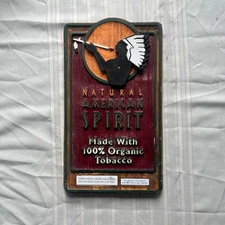 NATURAL
AMERICAN
SPIRIT
Made With
100% Organic
Tobacco